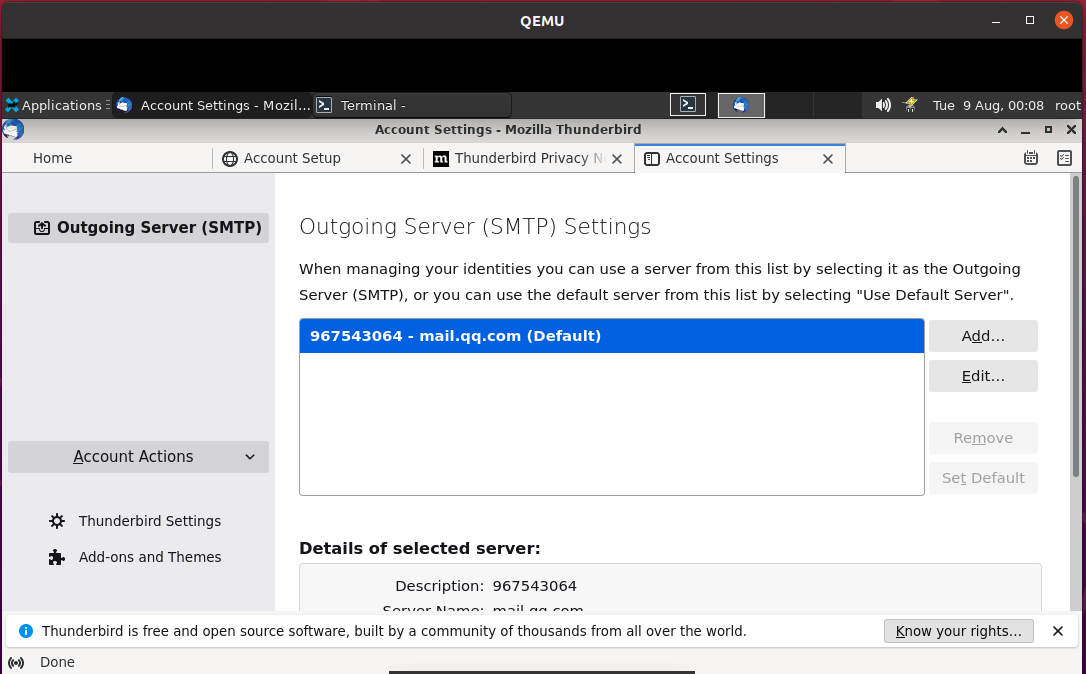 QEMU
Applications
Account Settings - Mozil...
Terminal -
Tue 9 Aug, 00:08
root
Account Settings - Mozilla Thunderbird
Home
Account Setup
Thunderbird Privacy N
Account Settings
Outgoing Server (SMTP)
Outgoing Server (SMTP) Settings
When managing your identities you can use a server from this list by selecting it as the Outgoing
Server (SMTP), or you can use the default server from this list by selecting "Use Default Server".
967543064 - mail.qq.com (Default)
Add...
Edit...
Remove
Set Default
Account Actions
Thunderbird Settings
Add-ons and Themes
Details of selected server:
Description: 967543064
Server Name: mail.qq.com
Thunderbird is free and open source software, built by a community of thousands from all over the world.
Know your rights...
Done